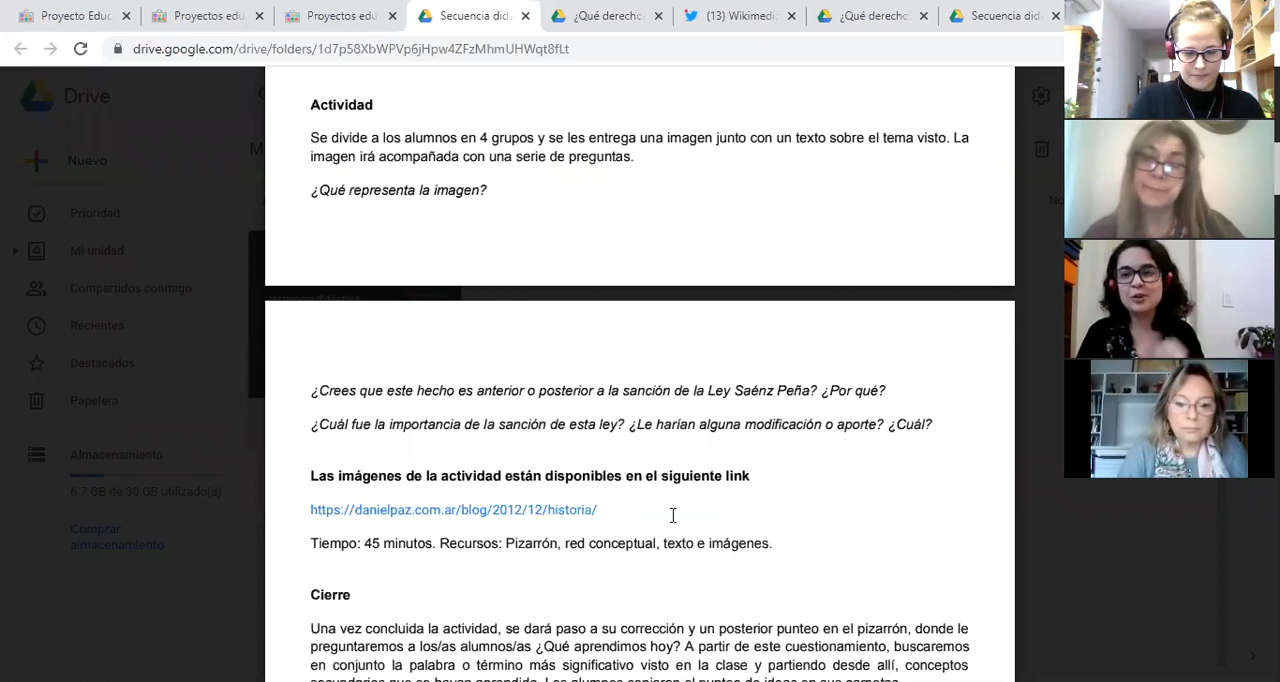 Proyecto Educ
Proyectos edu
Proyecto educ
Secuencia did
¿Qué derecho
(13) Wikimedi
¿Qué derecho
Secuencia did
drive.google.com/drive/folders/1d7p58XbWPVp6jHpw4ZFzMhmUHWqt8fLt
Drive
Nuevo
Prioridad
Mi unidad
Compartidos conmigo
Recientes
Destacados
Papelera
Almacenamiento
6.7 GB de 30 GB utilizado(s)
Comprar
almacenamiento
Actividad
Se divide a los alumnos en 4 grupos y se les entrega una imagen junto con un texto sobre el tema visto. La
imagen irá acompañada con una serie de preguntas.
¿Qué representa la imagen?
¿Crees que este hecho es anterior o posterior a la sanción de la Ley Saénz Peña? ¿Por qué?
¿Cuál fue la importancia de la sanción de esta ley? ¿Le harían alguna modificación o aporte? ¿Cuál?
Las imágenes de la actividad están disponibles en el siguiente link
https://danielpaz.com.ar/blog/2012/12/historia/
Tiempo: 45 minutos. Recursos: Pizarrón, red conceptual, texto e imágenes.
Cierre
Una vez concluida la actividad, se dará paso a su corrección y un posterior punteo en el pizarrón, donde le
preguntaremos a los/as alumnos/as ¿Qué aprendimos hoy? A partir de este cuestionamiento, buscaremos
en conjunto la palabra o término más significativo visto en la clase y partiendo desde allí, conceptos